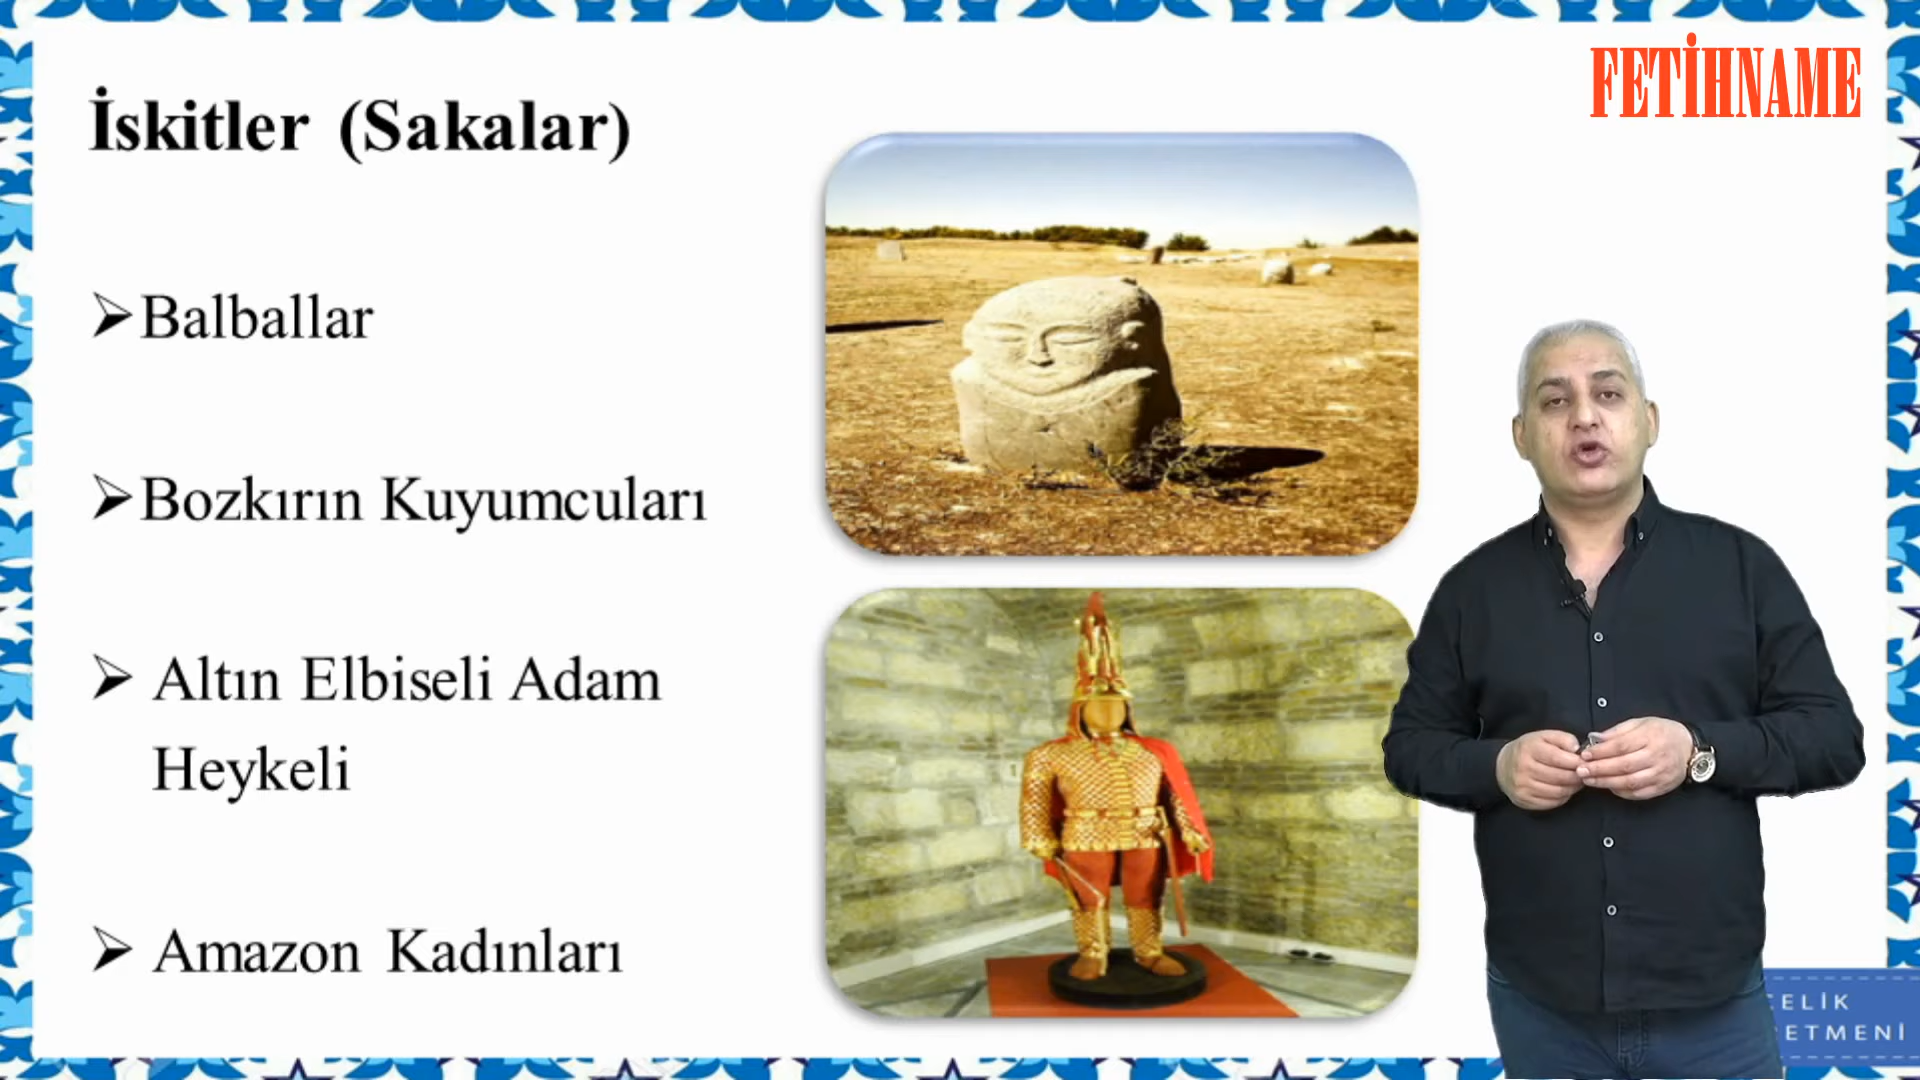 FETİHNAME
İskitler (Sakalar)
Balballar
Bozkırın Kuyumcuları
Altın Elbiseli Adam
Heykeli
Amazon Kadınları